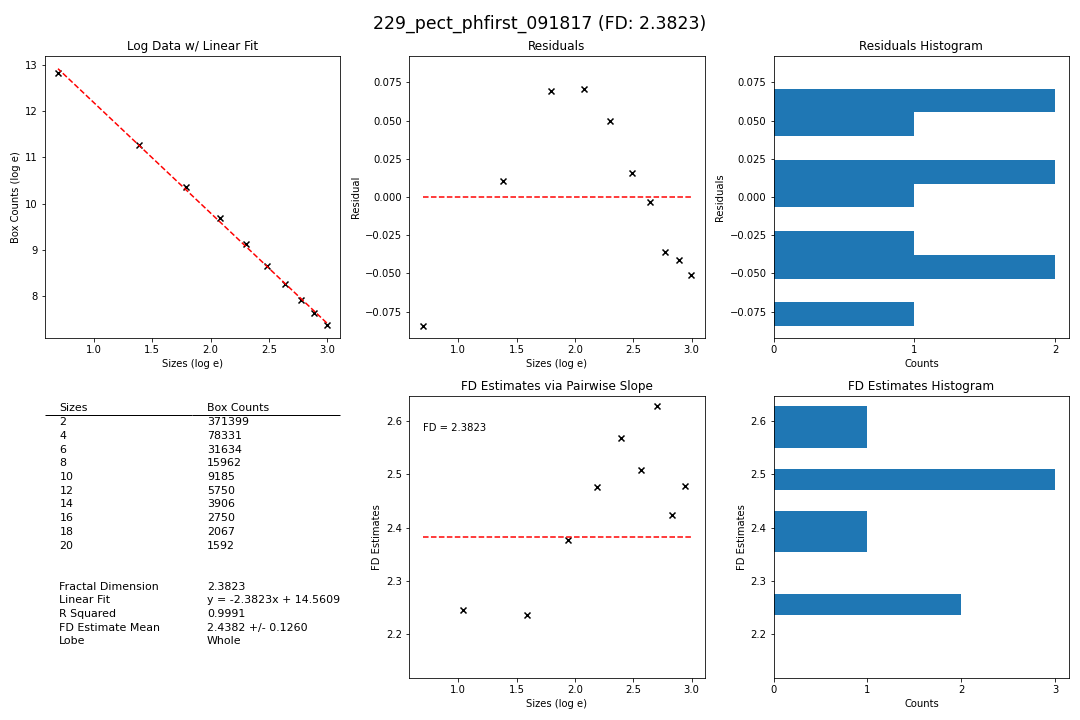 229_pect_phfirst_091817 (FD: 2.3823)
Log Data w/ Linear Fit
13
12
11
10
9
8
Box Counts (log e)
1.0 1.5 2.0 2.5 3.0
Sizes (log e)
Residuals
0.075
0.050
0.025
0.000
−0.025
−0.050
−0.075
Residual
1.0 1.5 2.0 2.5 3.0
Sizes (log e)
Residuals Histogram
0.075
0.050
0.025
0.000
−0.025
−0.050
−0.075
Residuals
0 1 2
Counts
Sizes Box Counts
2 371399
4 78331
6 31634
8 15962
10 9185
12 5750
14 3906
16 2750
18 2067
20 1592
Fractal Dimension 2.3823
Linear Fit y = -2.3823x + 14.5609
R Squared 0.9991
FD Estimate Mean 2.4382 +/- 0.1260
Lobe Whole
FD Estimates via Pairwise Slope
FD = 2.3823
2.6
2.5
2.4
2.3
2.2
FD Estimates
1.0 1.5 2.0 2.5 3.0
Sizes (log e)
FD Estimates Histogram
2.6
2.5
2.4
2.3
2.2
FD Estimates
0 1 2 3
Counts